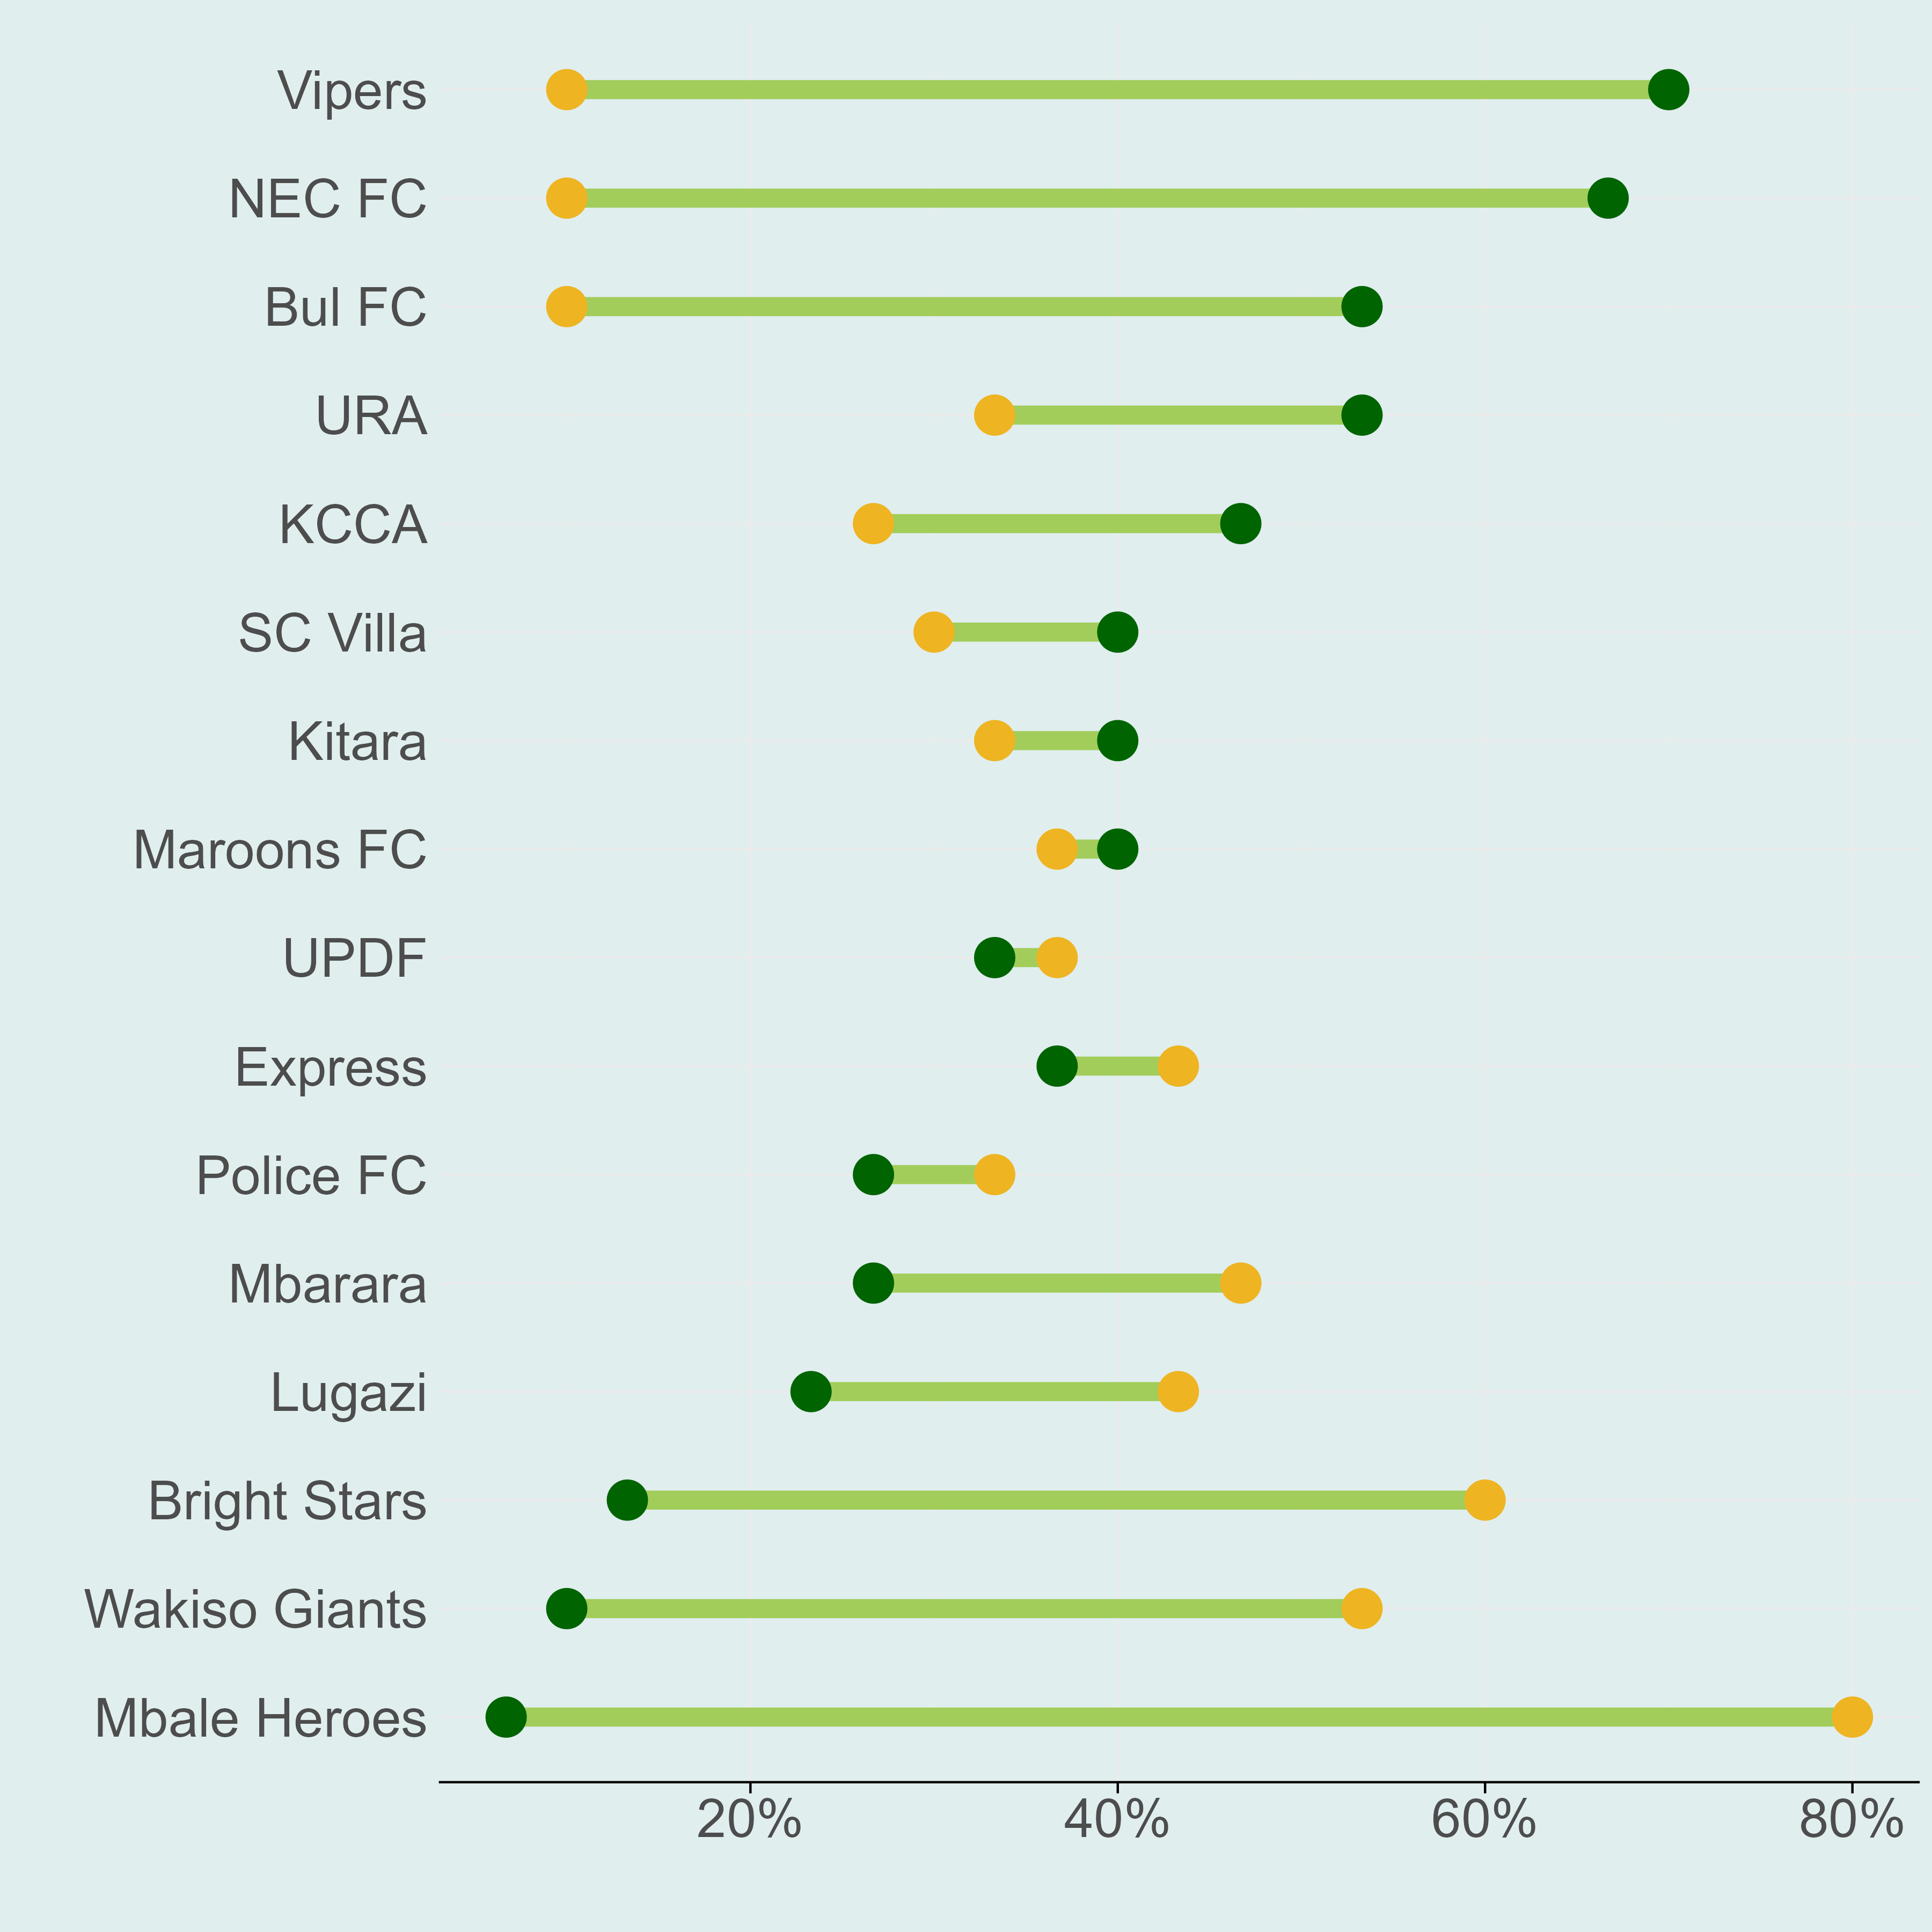 Vipers
NEC FC
Bul FC
URA
KCCA
SC Villa
Kitara
Maroons FC
UPDF
Express
Police FC
Mbarara
Lugazi
Bright Stars
Wakiso Giants
Mbale Heroes
20% 40% 60% 80%